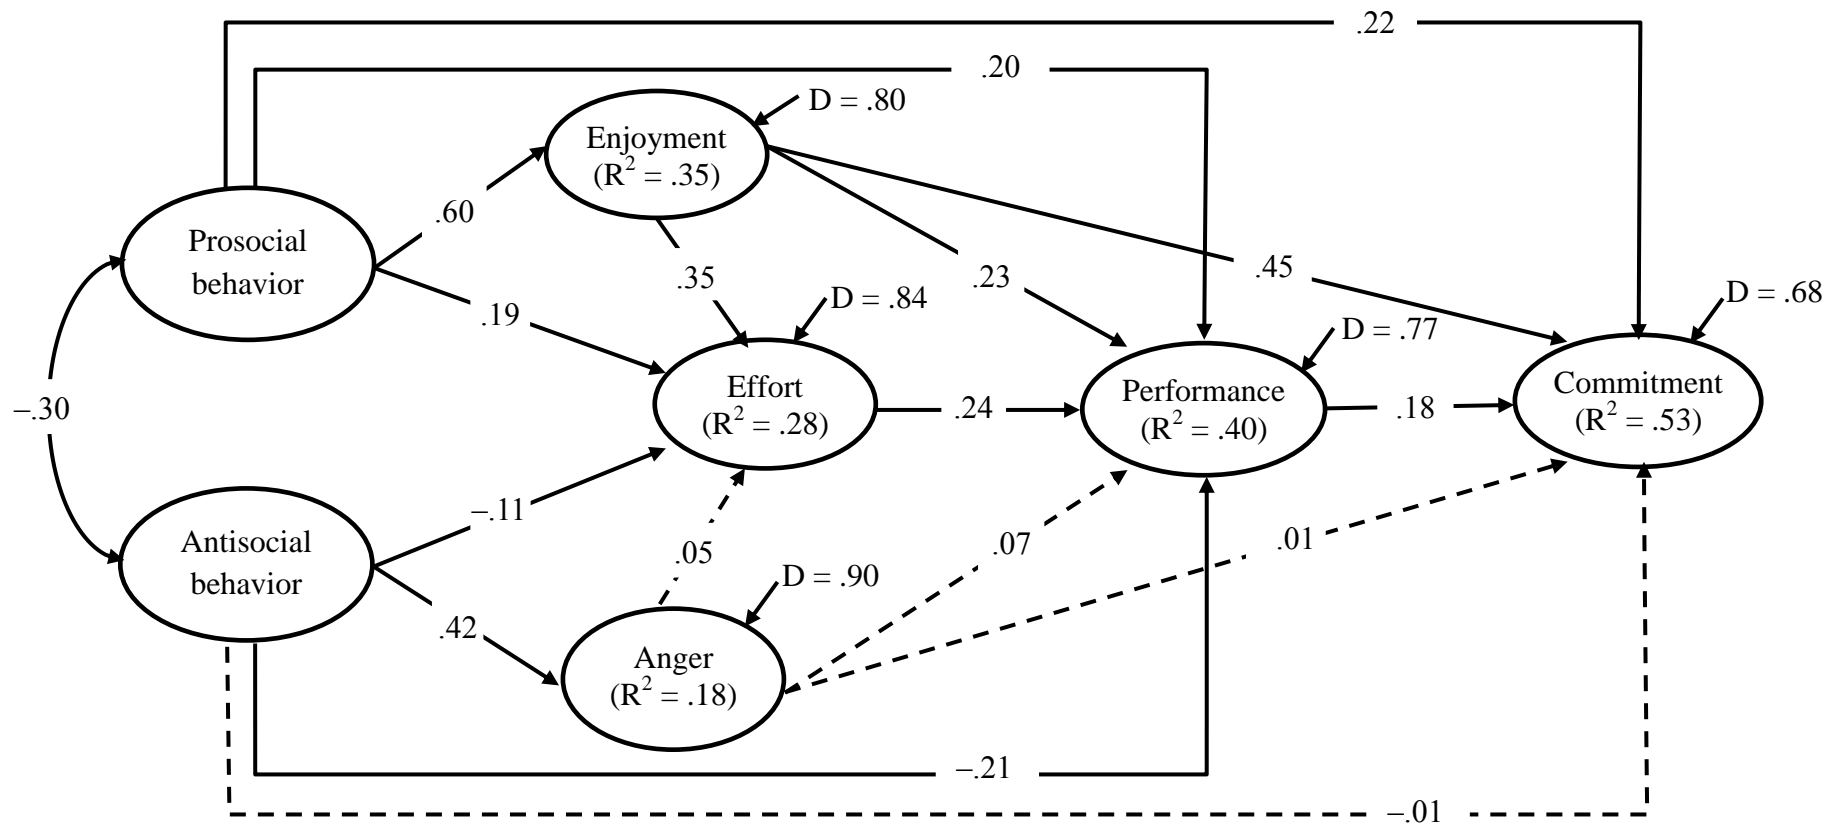 .22
.20
D = .80
Enjoyment
(R² = .35)
.60
Prosocial
behavior
.45
.35
.23
D = .84
D = .68
.19
D = .77
Effort
(R² = .28)
Performance
(R² = .40)
Commitment
(R² = .53)
–.30
.24
.18
–.11
Antisocial
behavior
.05
.07
.01
D = .90
.42
Anger
(R² = .18)
–.21
–.01